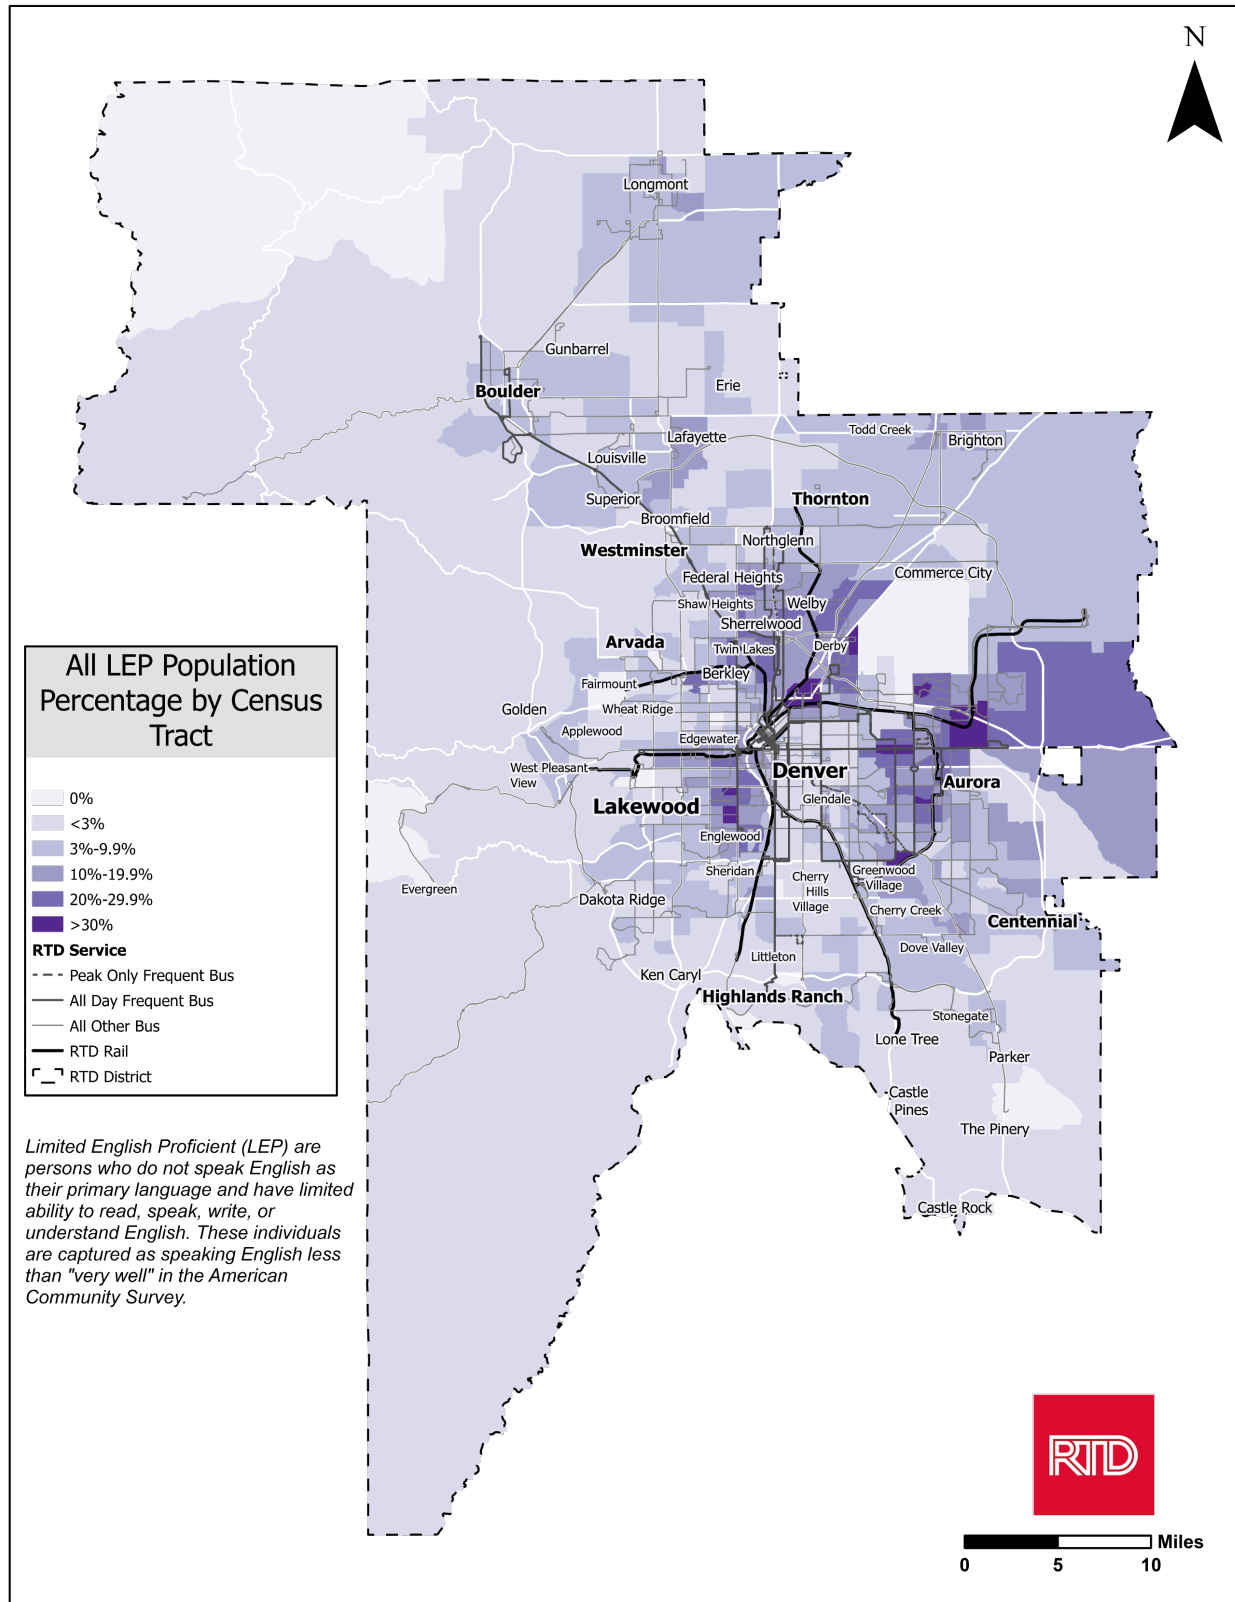 N
Longmont
Gunbarrel
Boulder
Erie
Lafayette
Todd Creek
Brighton
Louisville
Superior
Thornton
Broomfield
Northglenn
Westminster
Federal Heights
Commerce City
Shaw Heights
Welby
Sherrelwood
Arvada
Twin Lakes
Derby
Berkley
Fairmount
Golden
Wheat Ridge
Applewood
Edgewater
West Pleasant
View
Denver
Aurora
Lakewood
Glendale
Englewood
Sheridan
Cherry
Hills
Village
Greenwood
Village
Evergreen
Dakota Ridge
Cherry Creek
Centennial
Dove Valley
Littleton
Ken Caryl
Highlands Ranch
Stonegate
Lone Tree
Parker
Castle
Pines
The Pinery
Castle Rock
All LEP Population
Percentage by Census
Tract
0%
<3%
3%-9.9%
10%-19.9%
20%-29.9%
>30%
RTD Service
Peak Only Frequent Bus
All Day Frequent Bus
All Other Bus
RTD Rail
RTD District
Limited English Proficient (LEP) are
persons who do not speak English as
their primary language and have limited
ability to read, speak, write, or
understand English. These individuals
are captured as speaking English less
than "very well" in the American
Community Survey.
RTD
Miles
0 5 10